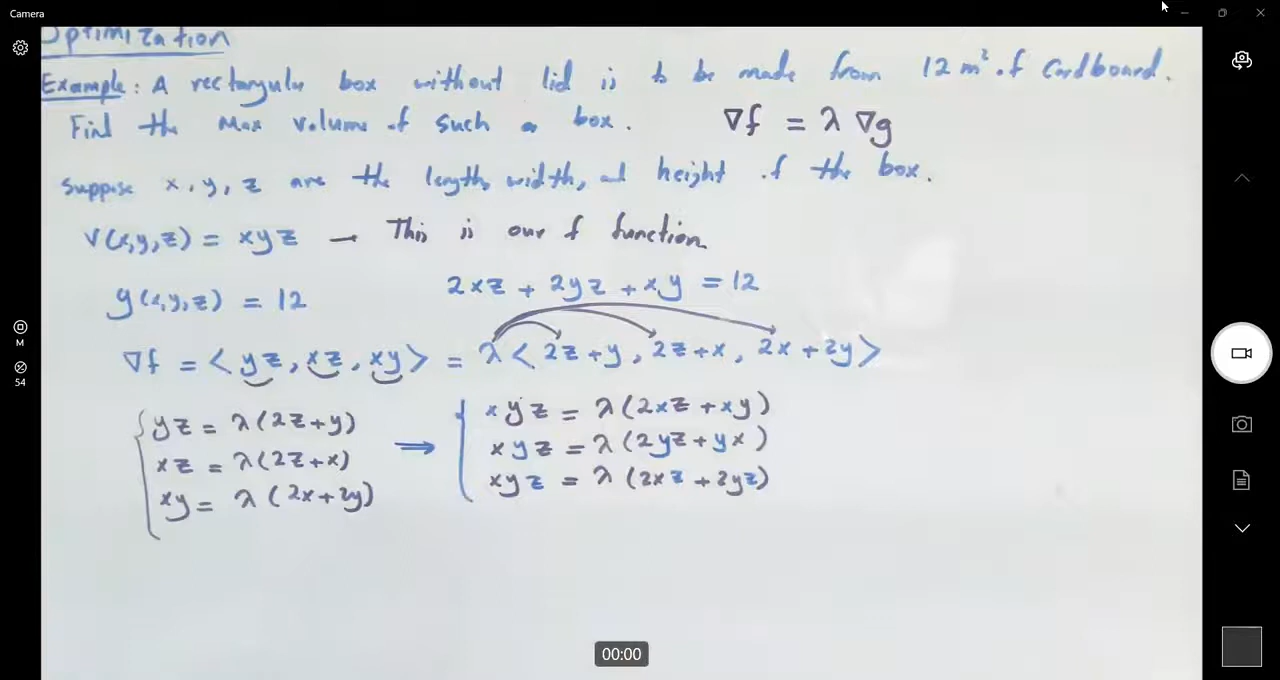 Camera
Optimization
Example: A rectangular box without lid is to be made from 12 m² of Cardboard.
Find the Max volume of such a box. ∇f = λ ∇g
Suppose x, y, z are the length, width, and height of the box.
V(x,y,z) = xyz → This is our f function
g(x,y,z) = 12 2xz + 2yz + xy = 12
∇f = < yz, xz, xy > = λ < 2z + y, 2z + x, 2x + 2y >
yz = λ(2z + y) ⟹ xyz = λ(2xz + xy)
xz = λ(2z + x) xyz = λ(2yz + yx)
xy = λ(2x + 2y) xyz = λ(2xz + 2yz)
M
54
00:00